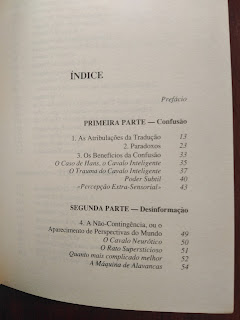 ÍNDICE
Prefácio
PRIMEIRA PARTE — Confusão
1. As Atribulações da Tradução 13
2. Paradoxos 23
3. Os Benefícios da Confusão 33
O Caso de Hans, o Cavalo Inteligente 35
O Trauma do Cavalo Inteligente 37
Poder Subtil 40
«Percepção Extra-Sensorial» 43
SEGUNDA PARTE — Desinformação
4. A Não-Contingência, ou o
Aparecimento de Perspectivas do Mundo 49
O Cavalo Neurótico 50
O Rato Supersticioso 51
Quanto mais complicado melhor 52
A Máquina de Alavancas 54